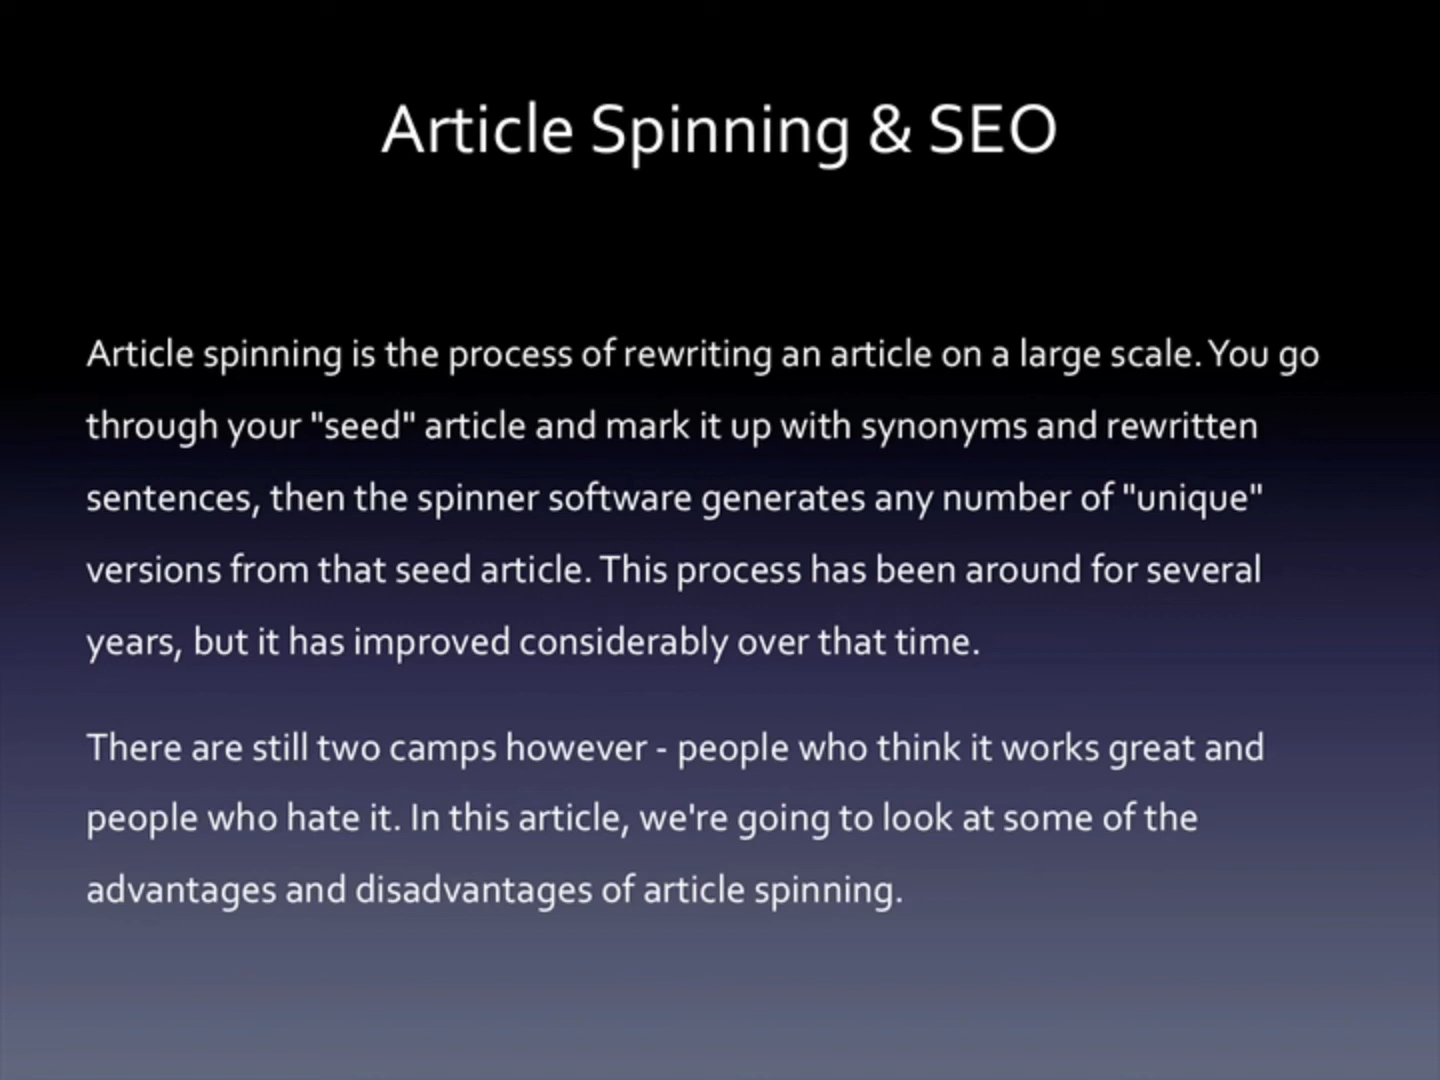 Article Spinning & SEO
Article spinning is the process of rewriting an article on a large scale. You go
through your "seed" article and mark it up with synonyms and rewritten
sentences, then the spinner software generates any number of "unique"
versions from that seed article. This process has been around for several
years, but it has improved considerably over that time.
There are still two camps however - people who think it works great and
people who hate it. In this article, we're going to look at some of the
advantages and disadvantages of article spinning.